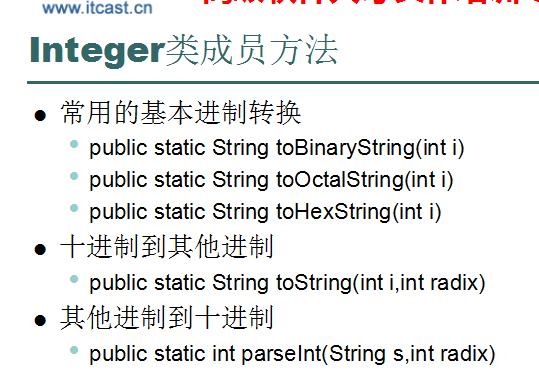 www.itcast.cn
Integer类成员方法
常用的基本进制转换
public static String toBinaryString(int i)
public static String toOctalString(int i)
public static String toHexString(int i)
十进制到其他进制
public static String toString(int i,int radix)
其他进制到十进制
public static int parseInt(String s,int radix)